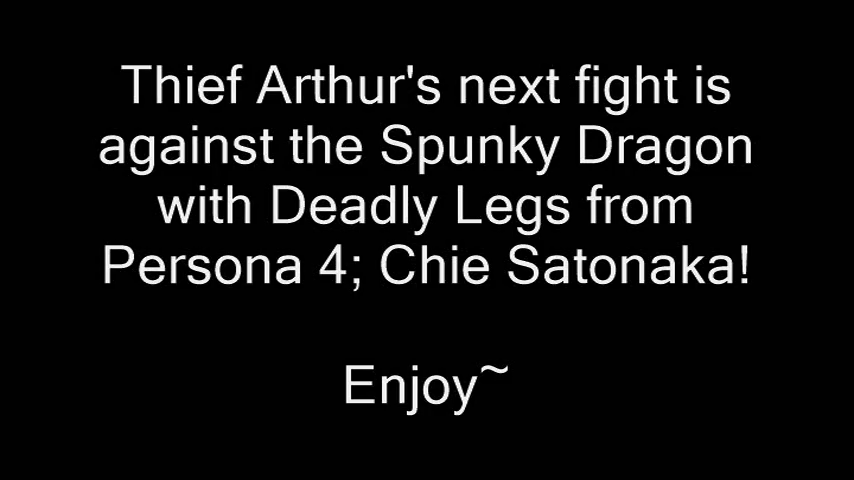 Thief Arthur's next fight is
against the Spunky Dragon
with Deadly Legs from
Persona 4; Chie Satonaka!
Enjoy~